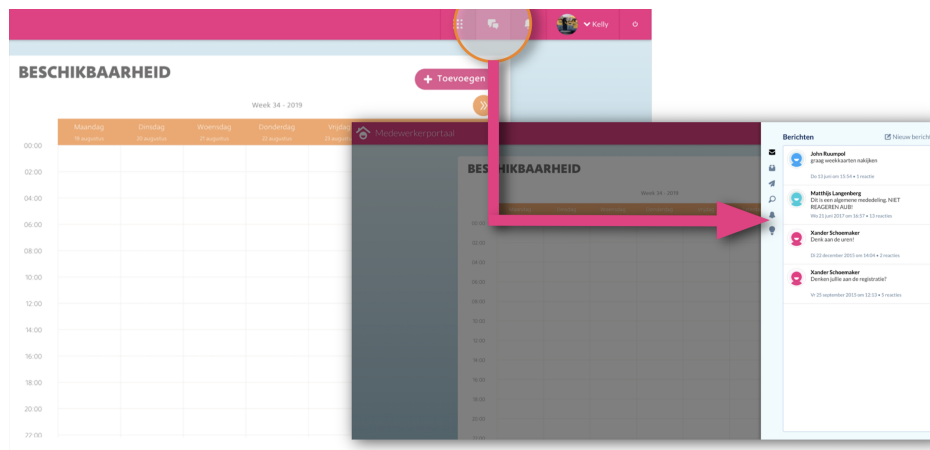 Kelly
BESCHIKBAARHEID
Toevoegen
Week 34 - 2019
Maandag Dinsdag Woensdag Donderdag Vrijdag
19 augustus 20 augustus 21 augustus 22 augustus
00:00
02:00
04:00
06:00
08:00
10:00
12:00
14:00
16:00
18:00
20:00
22:00
Medewerkerportaal
BESCHIKBAARHEID
Week 34 - 2019
Berichten
Nieuw bericht
John Ruumpol
graag weekkaarten nakijken
Do 13 juni om 15:54 • 1 reactie
Matthijs Langenberg
Dit is een algemene mededeling. NIET
REAGEREN AUB!
Wo 21 juni 2017 om 16:57 • 13 reacties
Xander Schoemaker
Denk aan de uren!
Di 22 december 2015 om 14:04 • 2 reacties
Xander Schoemaker
Denken jullie aan de registratie?
Vr 25 september 2015 om 12:13 • 5 reacties